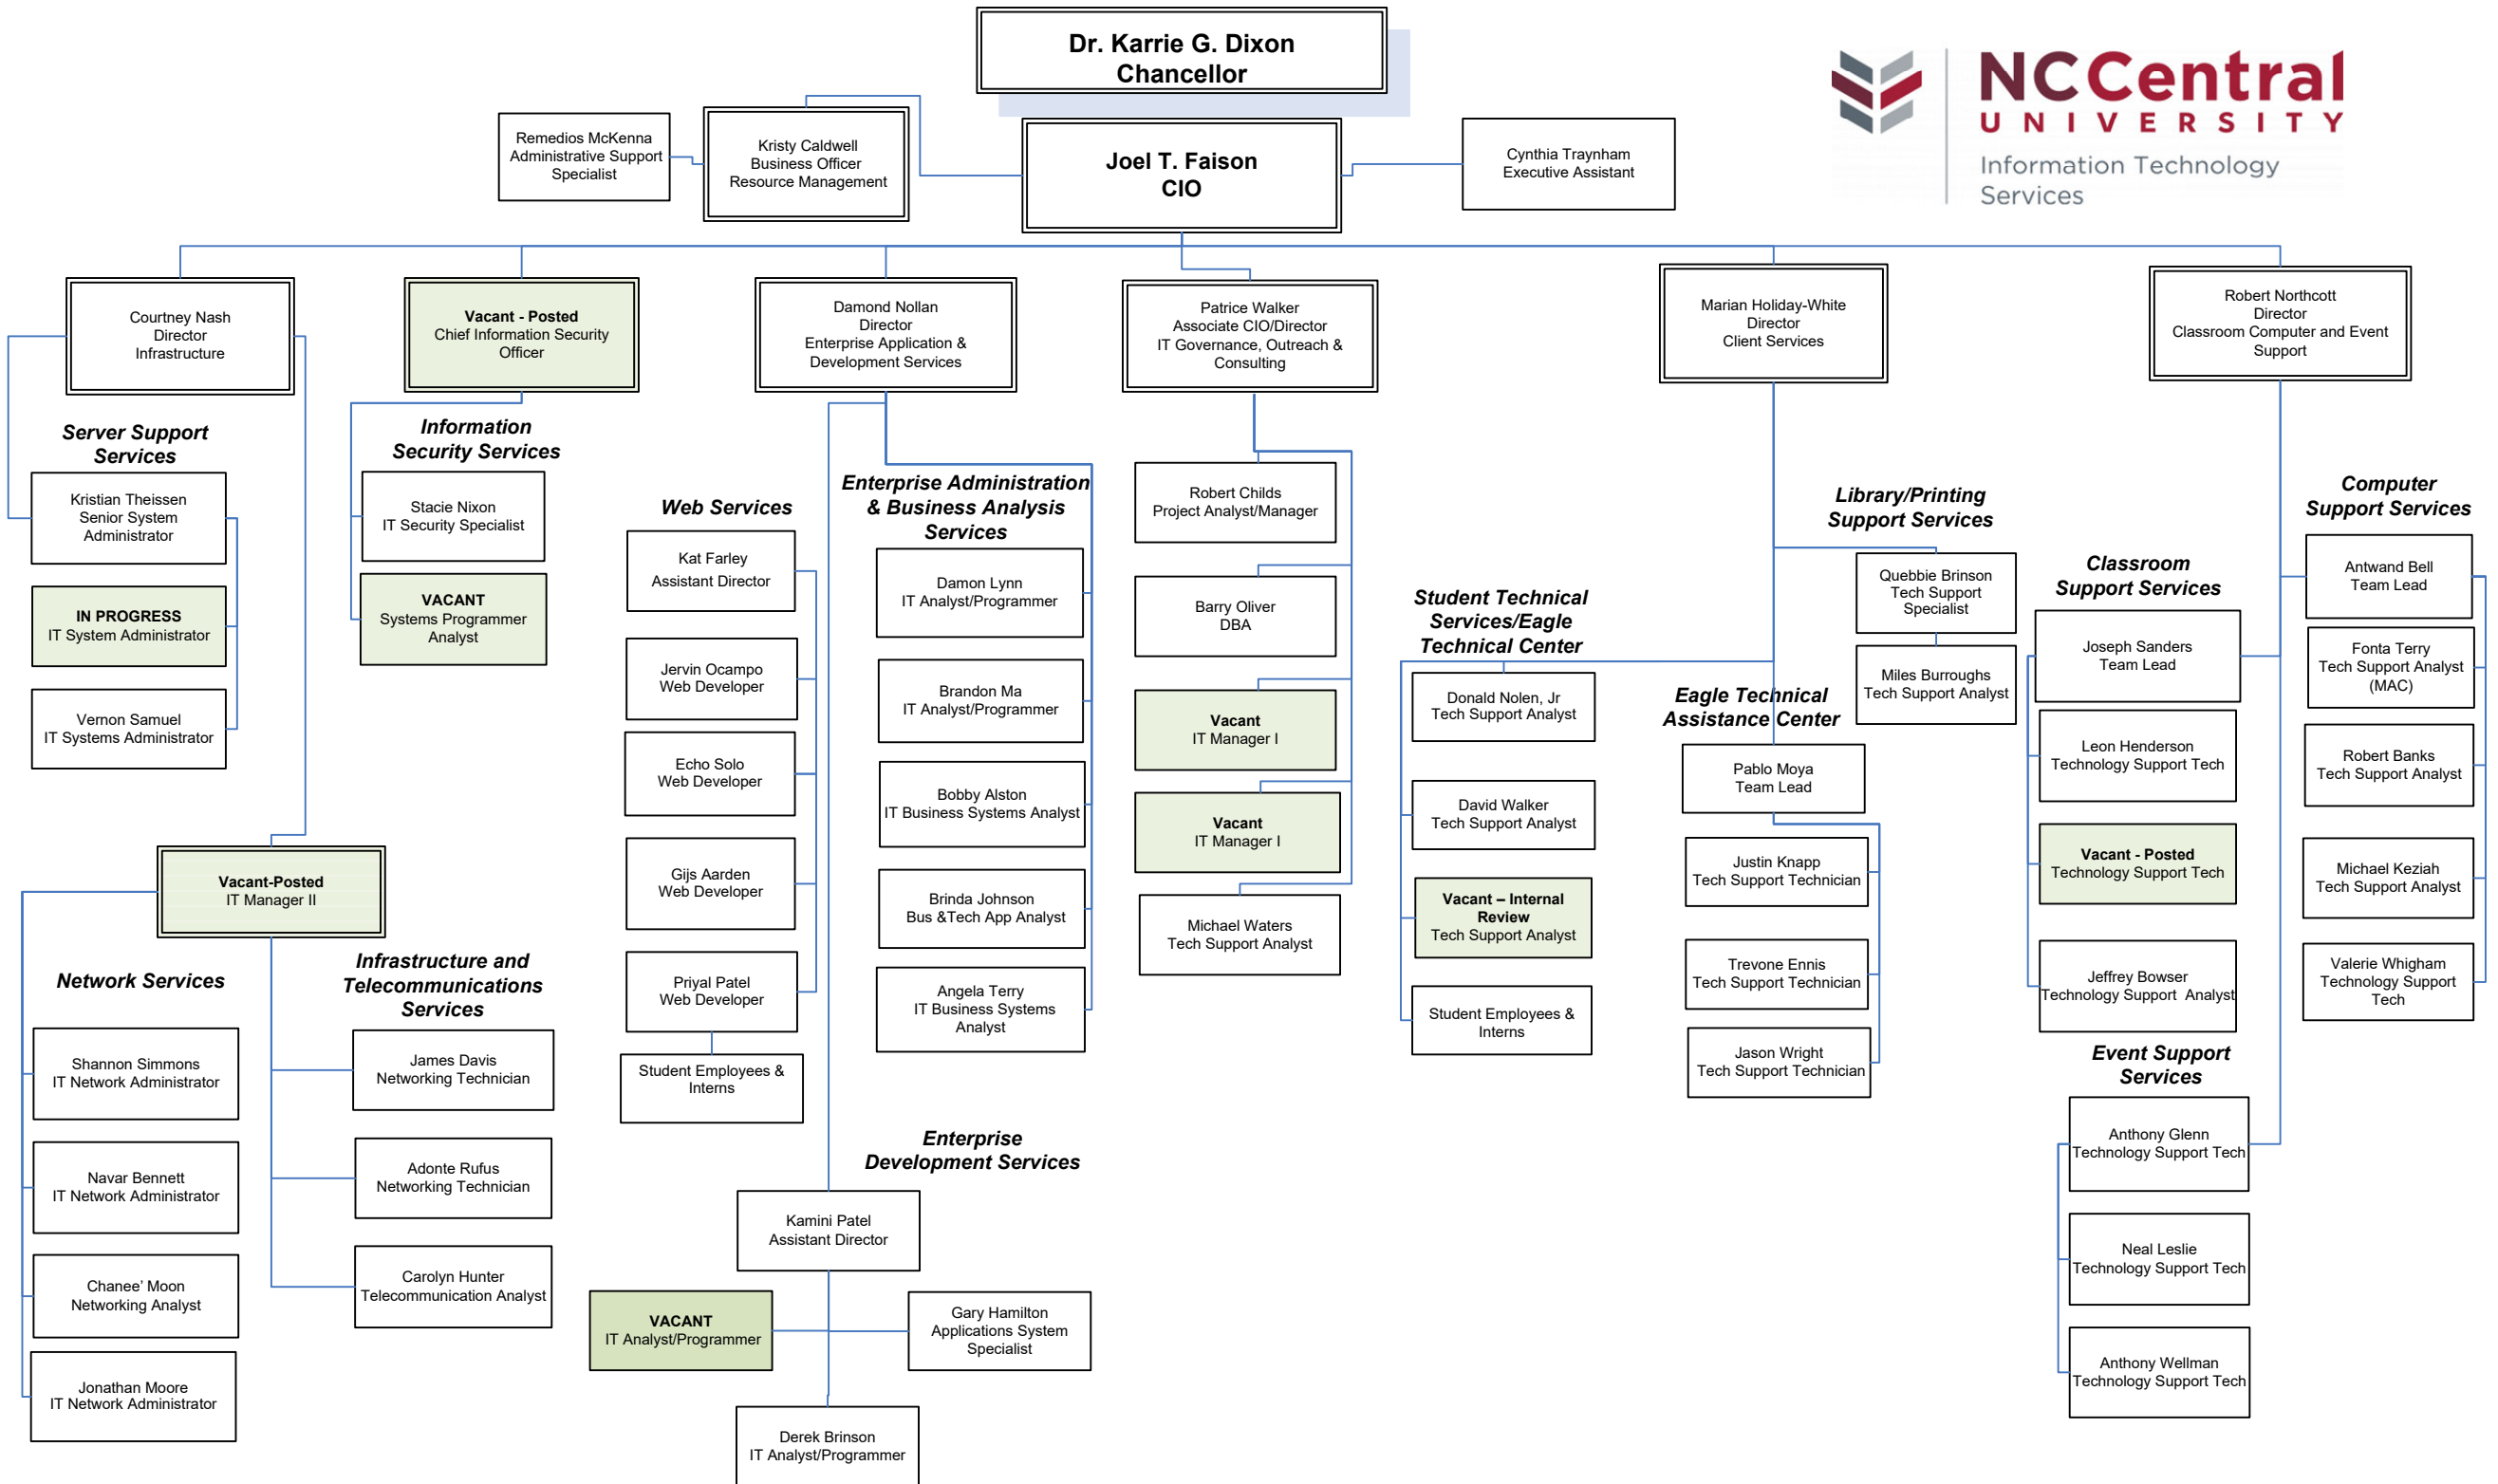 Dr. Karrie G. Dixon
Chancellor
NCCentral
UNIVERSITY
Information Technology
Services
Remedios McKenna
Administrative Support
Specialist
Kristy Caldwell
Business Officer
Resource Management
Joel T. Faison
CIO
Cynthia Traynham
Executive Assistant
Courtney Nash
Director
Infrastructure
Vacant - Posted
Chief Information Security
Officer
Damond Nollan
Director
Enterprise Application &
Development Services
Patrice Walker
Associate CIO/Director
IT Governance, Outreach &
Consulting
Marian Holiday-White
Director
Client Services
Robert Northcott
Director
Classroom Computer and Event
Support
Server Support
Services
Kristian Theissen
Senior System
Administrator
IN PROGRESS
IT System Administrator
Vernon Samuel
IT Systems Administrator
Vacant-Posted
IT Manager II
Network Services
Shannon Simmons
IT Network Administrator
Navar Bennett
IT Network Administrator
Chanee’ Moon
Networking Analyst
Jonathan Moore
IT Network Administrator
Infrastructure and
Telecommunications
Services
James Davis
Networking Technician
Adonte Rufus
Networking Technician
Carolyn Hunter
Telecommunication Analyst
Information
Security Services
Stacie Nixon
IT Security Specialist
VACANT
Systems Programmer
Analyst
Web Services
Kat Farley
Assistant Director
Jervin Ocampo
Web Developer
Echo Solo
Web Developer
Gijs Aarden
Web Developer
Priyal Patel
Web Developer
Student Employees &
Interns
Enterprise Administration
& Business Analysis
Services
Damon Lynn
IT Analyst/Programmer
Brandon Ma
IT Analyst/Programmer
Bobby Alston
IT Business Systems Analyst
Brinda Johnson
Bus &Tech App Analyst
Angela Terry
IT Business Systems
Analyst
Enterprise
Development Services
Kamini Patel
Assistant Director
VACANT
IT Analyst/Programmer
Gary Hamilton
Applications System
Specialist
Derek Brinson
IT Analyst/Programmer
Robert Childs
Project Analyst/Manager
Barry Oliver
DBA
Vacant
IT Manager I
Vacant
IT Manager I
Michael Waters
Tech Support Analyst
Student Technical
Services/Eagle
Technical Center
Donald Nolen, Jr
Tech Support Analyst
David Walker
Tech Support Analyst
Vacant – Internal
Review
Tech Support Analyst
Student Employees &
Interns
Eagle Technical
Assistance Center
Pablo Moya
Team Lead
Justin Knapp
Tech Support Technician
Trevone Ennis
Tech Support Technician
Jason Wright
Tech Support Technician
Library/Printing
Support Services
Quebbie Brinson
Tech Support
Specialist
Miles Burroughs
Tech Support Analyst
Classroom
Support Services
Joseph Sanders
Team Lead
Leon Henderson
Technology Support Tech
Vacant - Posted
Technology Support Tech
Jeffrey Bowser
Technology Support  Analyst
Computer
Support Services
Antwand Bell
Team Lead
Fonta Terry
Tech Support Analyst
(MAC)
Robert Banks
Tech Support Analyst
Michael Keziah
Tech Support Analyst
Valerie Whigham
Technology Support
Tech
Event Support
Services
Anthony Glenn
Technology Support Tech
Neal Leslie
Technology Support Tech
Anthony Wellman
Technology Support Tech